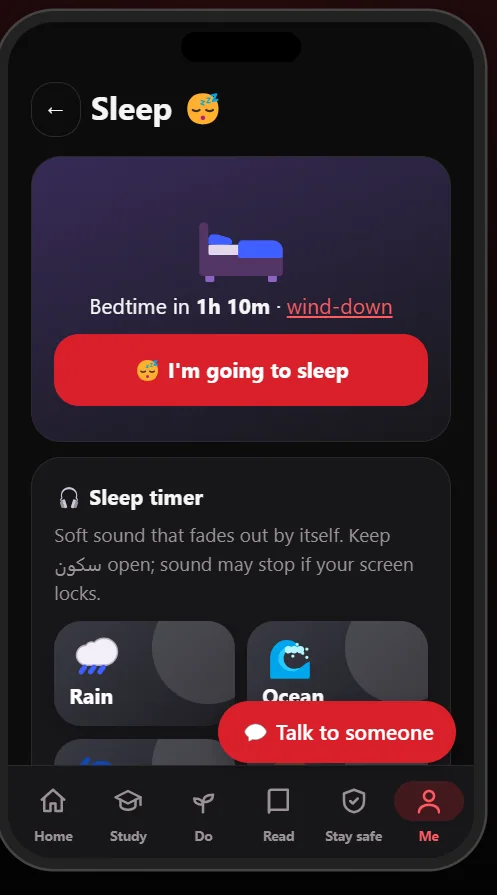 ← Sleep 😴
Bedtime in 1h 10m · wind-down
😴 I'm going to sleep
🎧 Sleep timer
Soft sound that fades out by itself. Keep
سكون open; sound may stop if your screen
locks.
Rain
Ocean
Talk to someone
Home
Study
Do
Read
Stay safe
Me